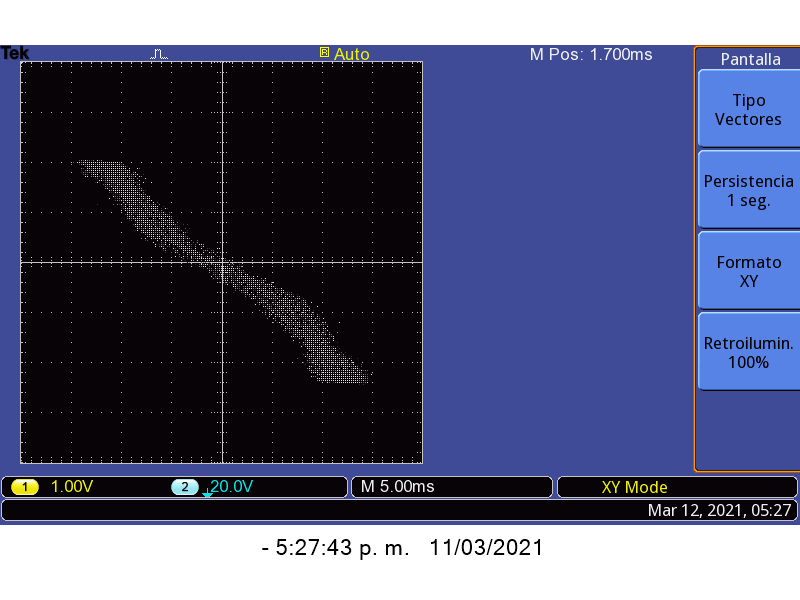 Tek
R Auto
M Pos: 1.700ms
Pantalla
Tipo
Vectores
Persistencia
1 seg.
Formato
XY
Retroilumin.
100%
1 1.00V
2 20.0V
M 5.00ms
XY Mode
Mar 12, 2021, 05:27
- 5:27:43 p. m. 11/03/2021